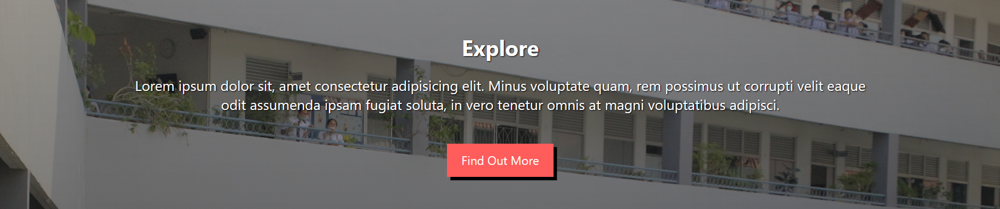 Explore
Lorem ipsum dolor sit, amet consectetur adipisicing elit. Minus voluptate quam, rem possimus ut corrupti velit eaque
odit assumenda ipsam fugiat soluta, in vero tenetur omnis at magni voluptatibus adipisci.
Find Out More